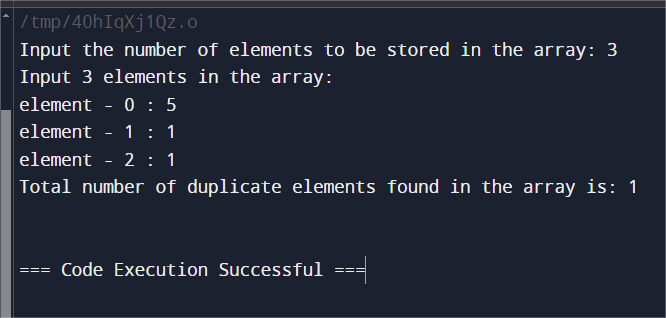 /tmp/4OhIqXj1Qz.o
Input the number of elements to be stored in the array: 3
Input 3 elements in the array:
element - 0 : 5
element - 1 : 1
element - 2 : 1
Total number of duplicate elements found in the array is: 1
=== Code Execution Successful ===